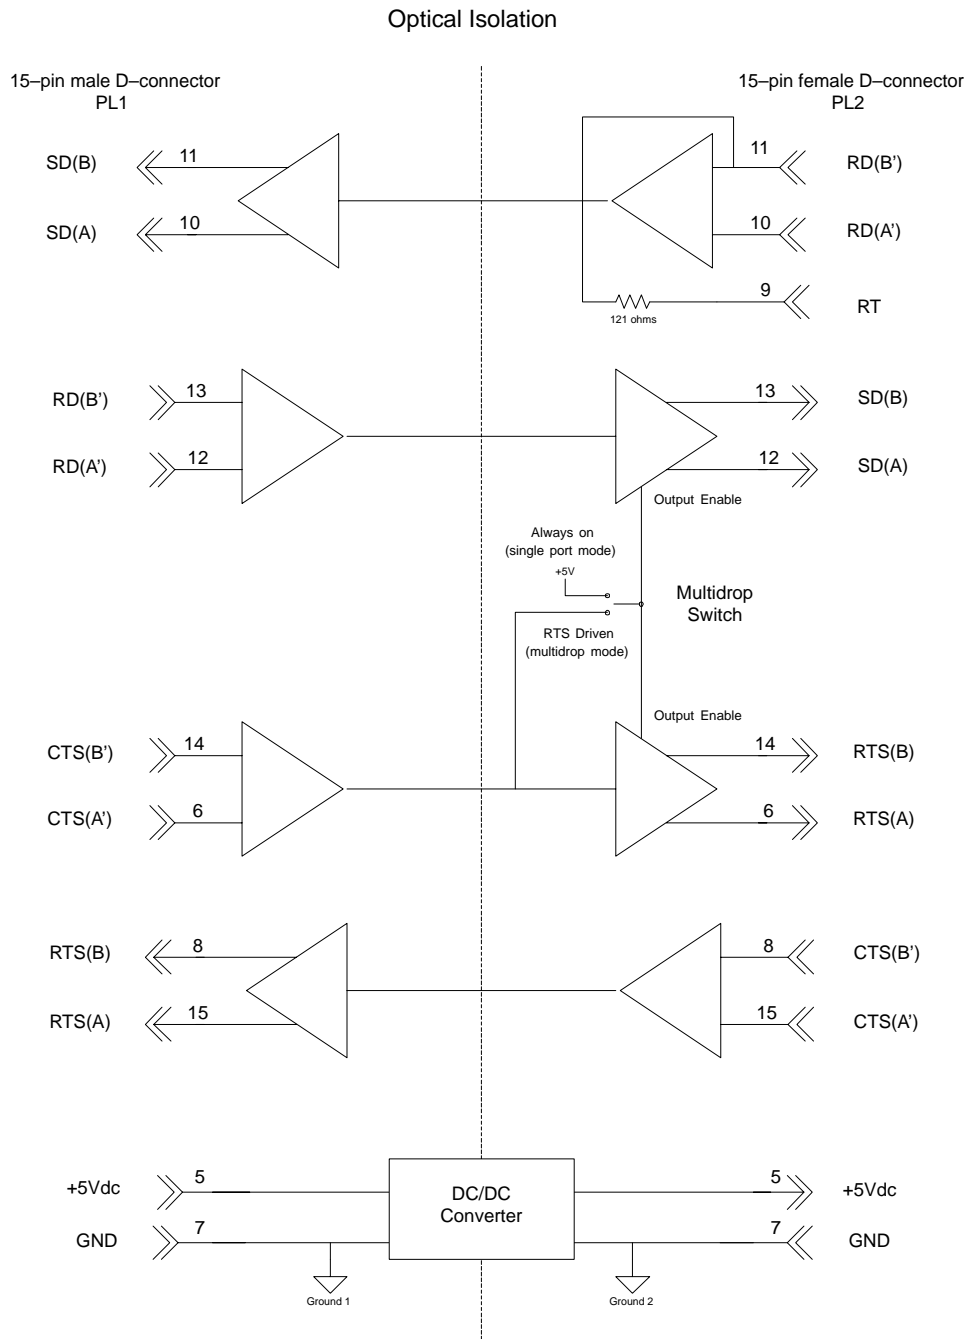 Optical Isolation
15–pin male D–connector
PL1
15–pin female D–connector
PL2
SD(B)
11
11
RD(B’)
SD(A)
10
10
RD(A’)
9
RT
121 ohms
RD(B’)
13
13
SD(B)
RD(A’)
12
12
SD(A)
Output Enable
Always on
(single port mode)
+5V
Multidrop
Switch
RTS Driven
(multidrop mode)
Output Enable
CTS(B’)
14
14
RTS(B)
CTS(A’)
6
6
RTS(A)
RTS(B)
8
8
CTS(B’)
RTS(A)
15
15
CTS(A’)
+5Vdc
5
DC/DC
Converter
5
+5Vdc
GND
7
7
GND
Ground 1
Ground 2